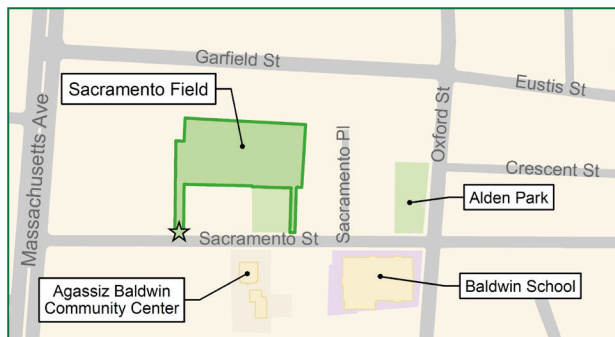 Garfield St
Eustis St
Sacramento Field
Massachusetts Ave
Sacramento Pl
Oxford St
Crescent St
Alden Park
Sacramento St
Agassiz Baldwin
Community Center
Baldwin School